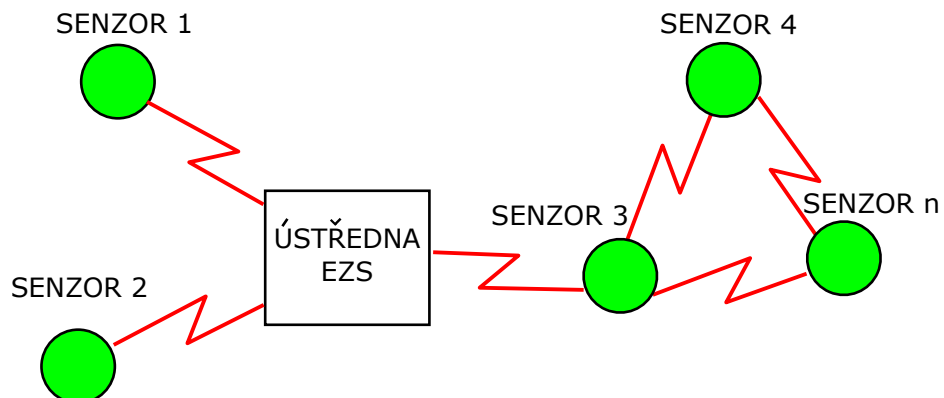 SENZOR 1
SENZOR 4
SENZOR 3
SENZOR n
ÚSTŘEDNA
EZS
SENZOR 2